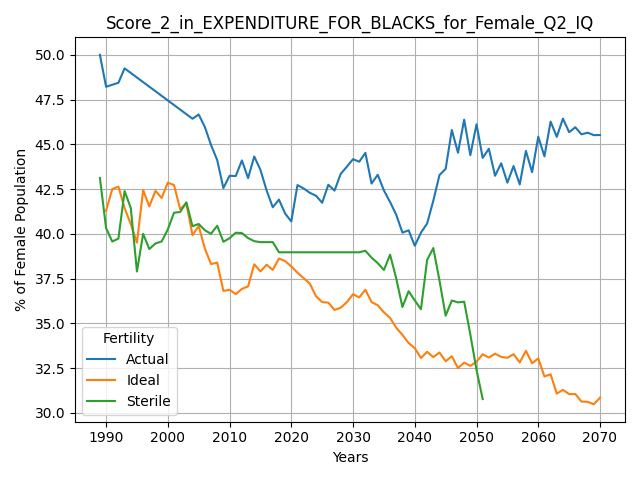 Score_2_in_EXPENDITURE_FOR_BLACKS_for_Female_Q2_IQ
% of Female Population
50.0
47.5
45.0
42.5
40.0
37.5
35.0
32.5
30.0
Fertility
Actual
Ideal
Sterile
1990 2000 2010 2020 2030 2040 2050 2060 2070
Years